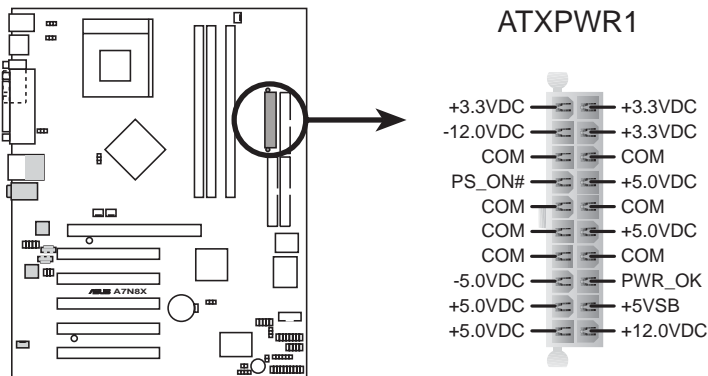 ATXPWR1
+3.3VDC +3.3VDC
-12.0VDC +3.3VDC
COM COM
PS_ON# +5.0VDC
COM COM
COM +5.0VDC
COM COM
-5.0VDC PWR_OK
+5.0VDC +5VSB
+5.0VDC +12.0VDC
ASUS A7N8X